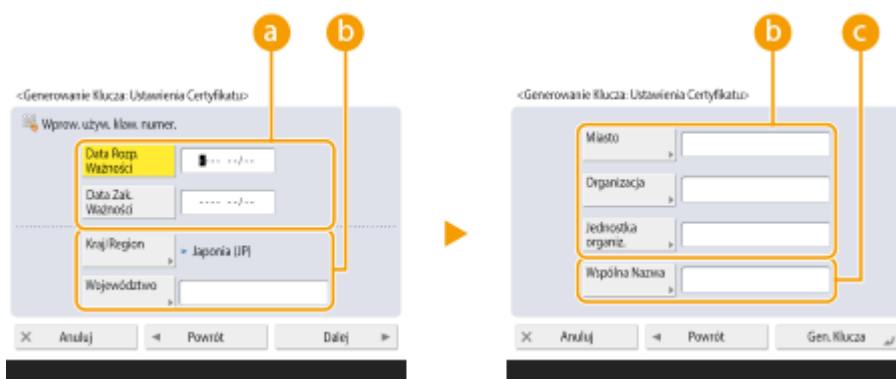 a
b
b
c
<Generowanie Klucza: Ustawienia Certyfikatu>
Wprow. używ. klaw. numer.
Data Rozp.
Ważności
---- --/--
Data Zak.
Ważności
---- --/--
Kraj/Region
Japonia (JP)
Województwo
Anuluj
Powrót
Dalej
<Generowanie Klucza: Ustawienia Certyfikatu>
Miasto
Organizacja
Jednostka
organiz.
Wspólna Nazwa
Anuluj
Powrót
Gen. Klucza
b